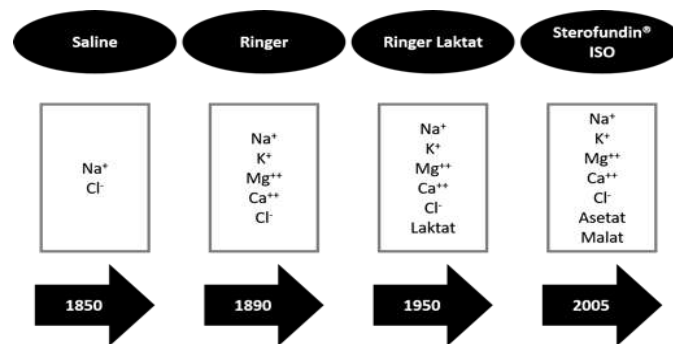 Saline
Ringer
Ringer Laktat
Sterofundin®
ISO
Na⁺
Cl⁻
Na⁺
K⁺
Mg⁺⁺
Ca⁺⁺
Cl⁻
Na⁺
K⁺
Mg⁺⁺
Ca⁺⁺
Cl⁻
Laktat
Na⁺
K⁺
Mg⁺⁺
Ca⁺⁺
Cl⁻
Asetat
Malat
1850
1890
1950
2005